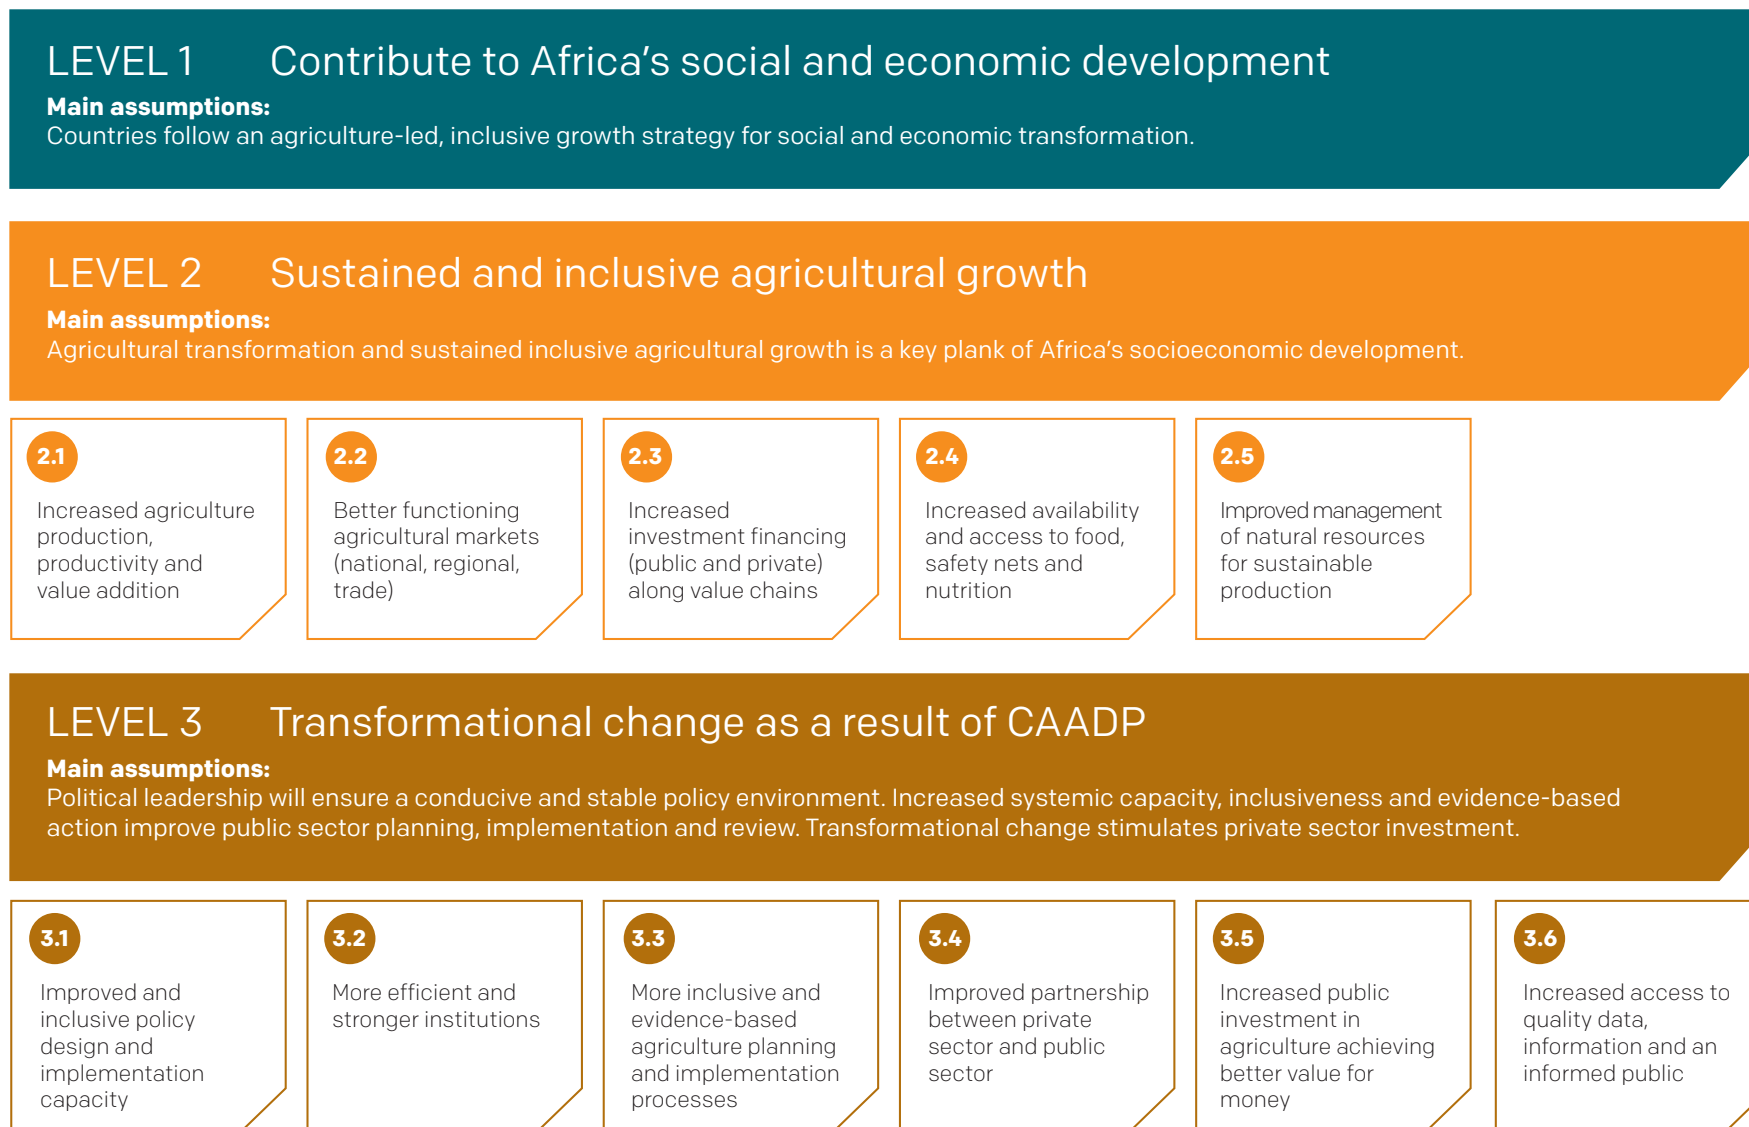 LEVEL 1 Contribute to Africa’s social and economic development
Main assumptions:
Countries follow an agriculture-led, inclusive growth strategy for social and economic transformation.
LEVEL 2 Sustained and inclusive agricultural growth
Main assumptions:
Agricultural transformation and sustained inclusive agricultural growth is a key plank of Africa’s socioeconomic development.
2.1
Increased agriculture
production,
productivity and
value addition
2.2
Better functioning
agricultural markets
(national, regional,
trade)
2.3
Increased
investment financing
(public and private)
along value chains
2.4
Increased availability
and access to food,
safety nets and
nutrition
2.5
Improved management
of natural resources
for sustainable
production
LEVEL 3 Transformational change as a result of CAADP
Main assumptions:
Political leadership will ensure a conducive and stable policy environment. Increased systemic capacity, inclusiveness and evidence-based
action improve public sector planning, implementation and review. Transformational change stimulates private sector investment.
3.1
Improved and
inclusive policy
design and
implementation
capacity
3.2
More efficient and
stronger institutions
3.3
More inclusive and
evidence-based
agriculture planning
and implementation
processes
3.4
Improved partnership
between private
sector and public
sector
3.5
Increased public
investment in
agriculture achieving
better value for
money
3.6
Increased access to
quality data,
information and an
informed public